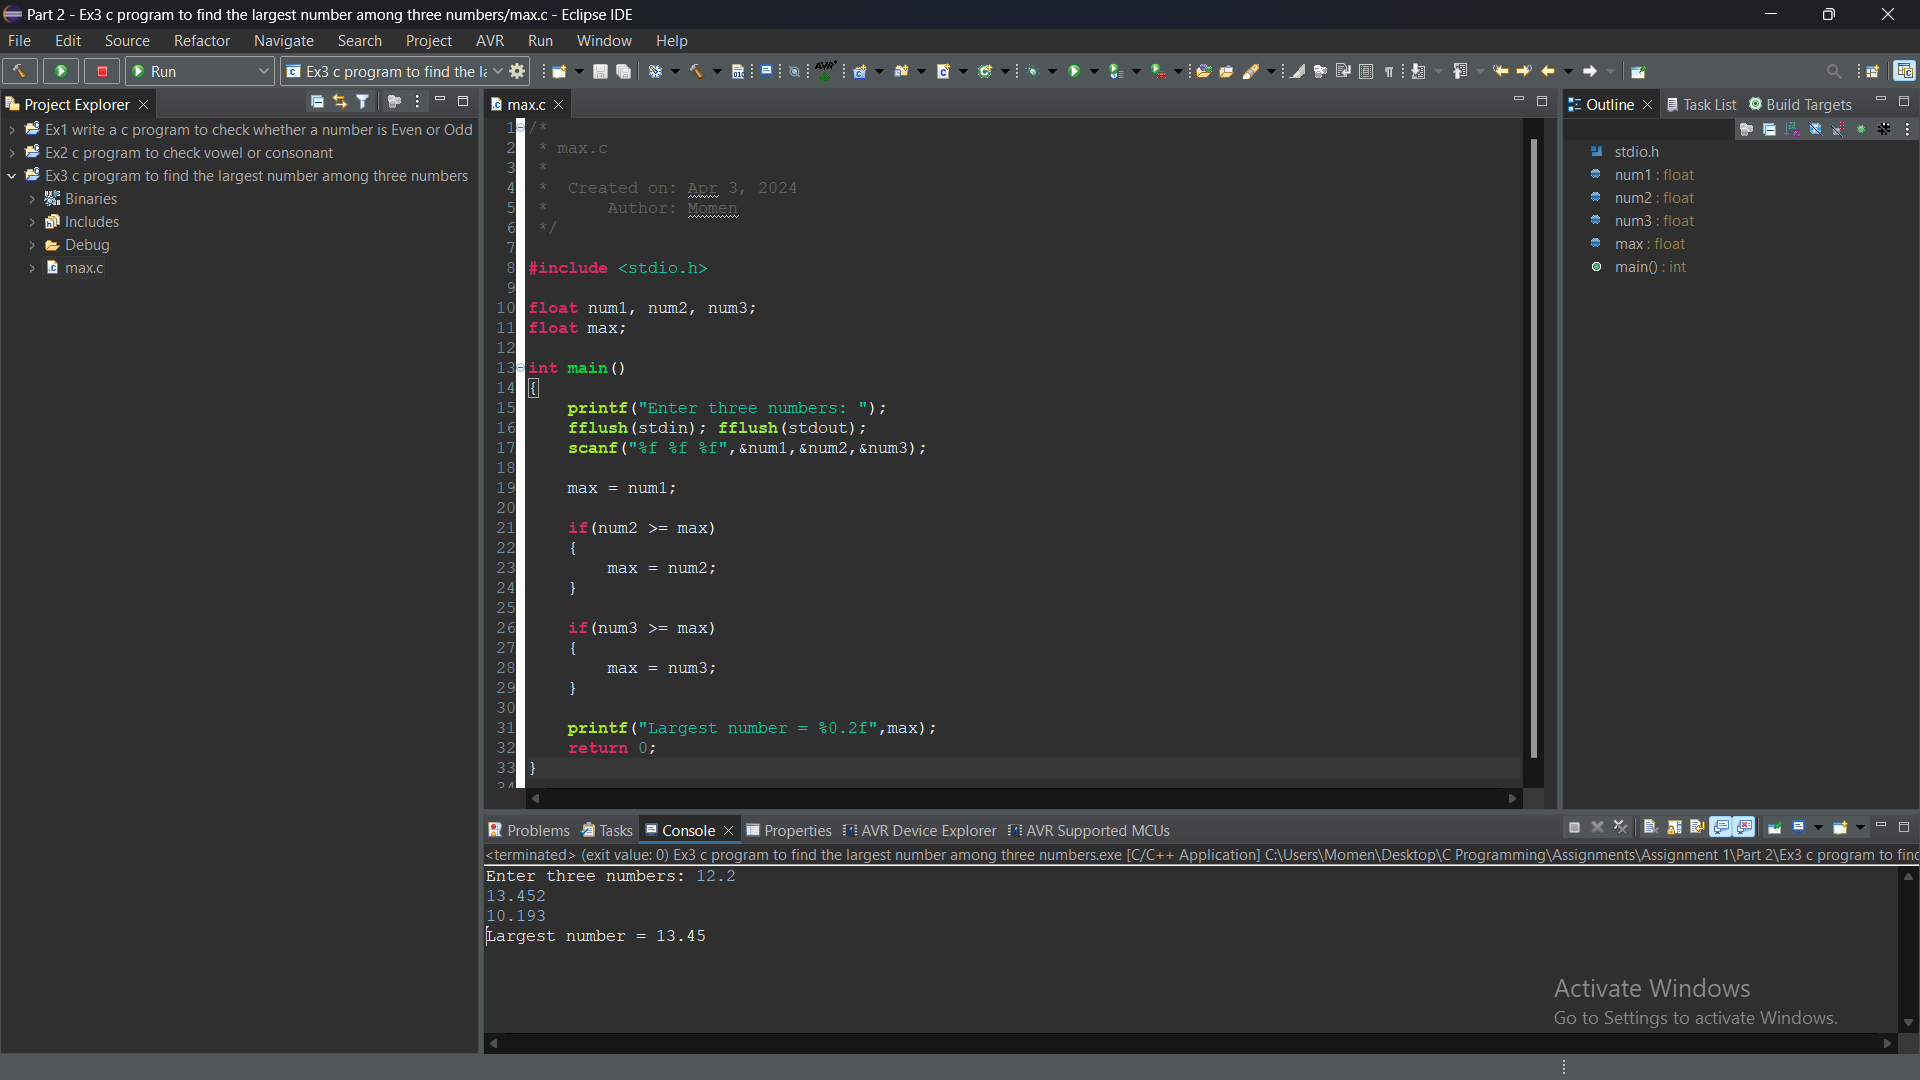 Part 2 - Ex3 c program to find the largest number among three numbers/max.c - Eclipse IDE
File Edit Source Refactor Navigate Search Project AVR Run Window Help
Run
Ex3 c program to find the la
Project Explorer
Ex1 write a c program to check whether a number is Even or Odd
Ex2 c program to check vowel or consonant
Ex3 c program to find the largest number among three numbers
Binaries
Includes
Debug
max.c
max.c
1 /*
2 * max.c
3 *
4 * Created on: Apr 3, 2024
5 * Author: Momen
6 */
7
8 #include <stdio.h>
9
10 float num1, num2, num3;
11 float max;
12
13 int main()
14 {
15 printf("Enter three numbers: ");
16 fflush(stdin); fflush(stdout);
17 scanf("%f %f %f",&num1,&num2,&num3);
18
19 max = num1;
20
21 if(num2 >= max)
22 {
23 max = num2;
24 }
25
26 if(num3 >= max)
27 {
28 max = num3;
29 }
30
31 printf("Largest number = %0.2f",max);
32 return 0;
33 }
34
Outline Task List Build Targets
stdio.h
num1 : float
num2 : float
num3 : float
max : float
main() : int
Problems Tasks Console Properties AVR Device Explorer AVR Supported MCUs
<terminated> (exit value: 0) Ex3 c program to find the largest number among three numbers.exe [C/C++ Application] C:\Users\Momen\Desktop\C Programming\Assignments\Assignment 1\Part 2\Ex3 c program to finc
Enter three numbers: 12.2
13.452
10.193
Largest number = 13.45
Activate Windows
Go to Settings to activate Windows.